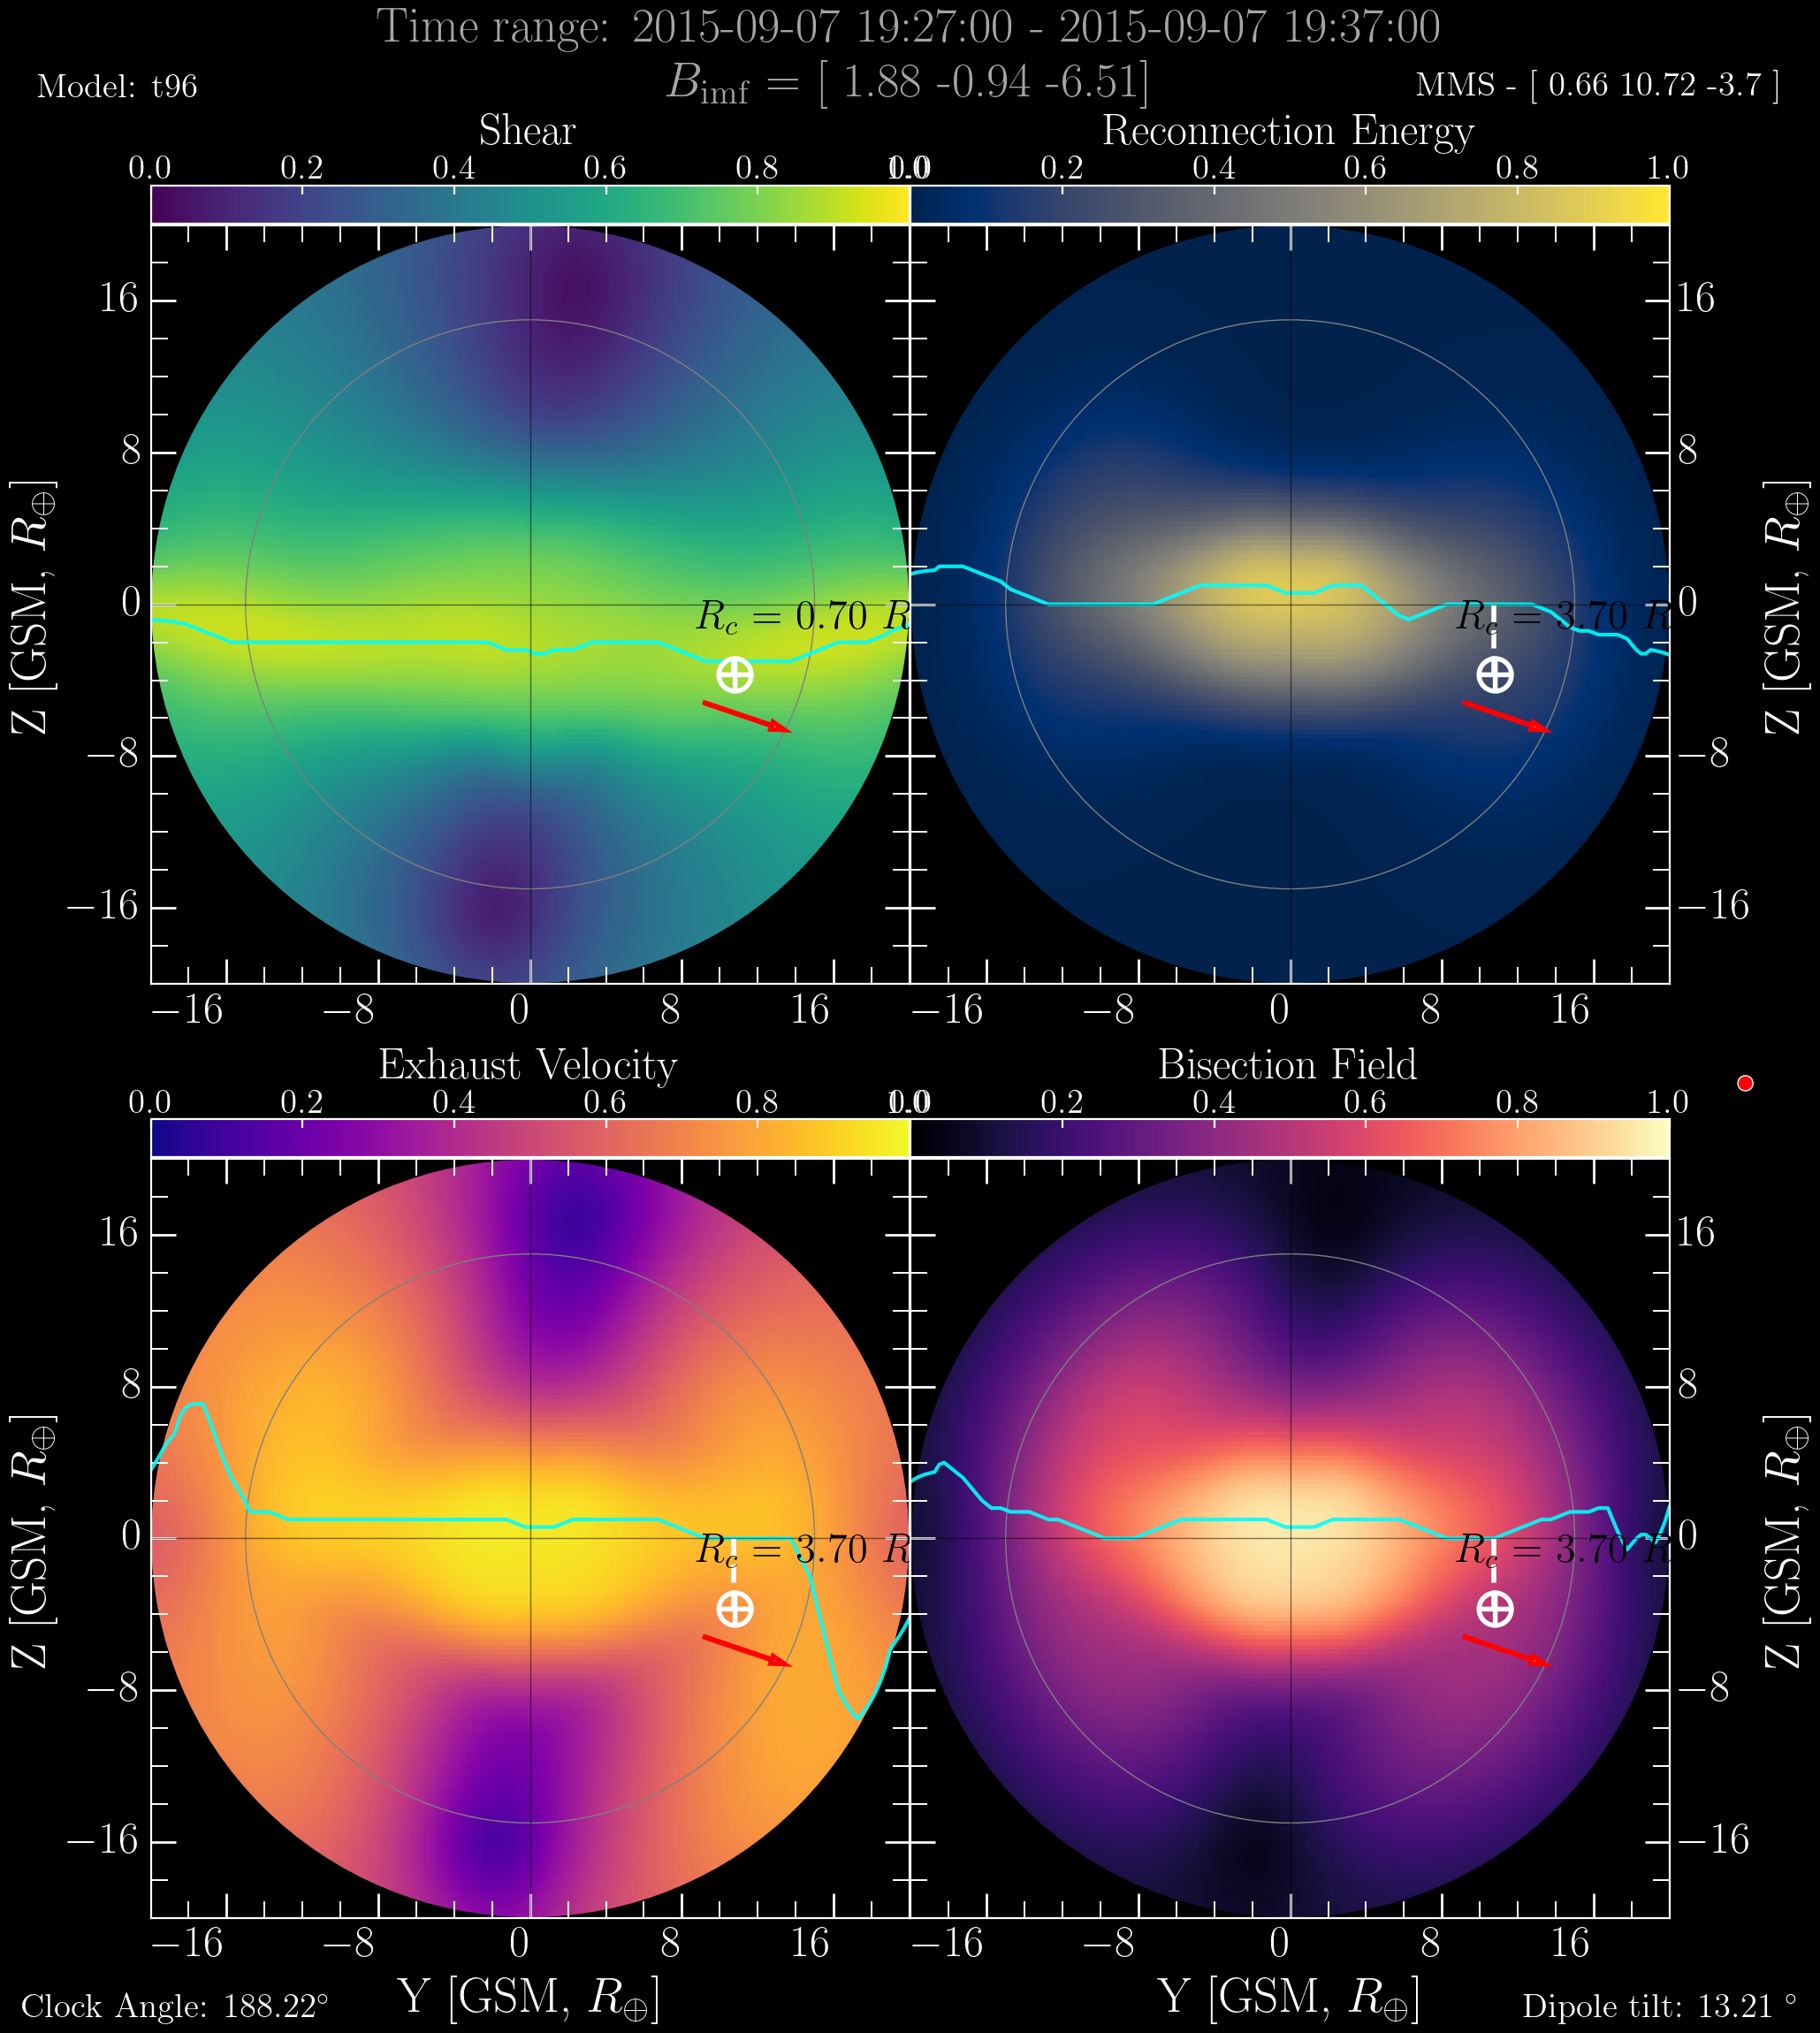 Time range: 2015-09-07 19:27:00 - 2015-09-07 19:37:00
Model: t96
B_imf = [ 1.88 -0.94 -6.51]
MMS - [ 0.66 10.72 -3.7 ]
Shear
Reconnection Energy
0.0 0.2 0.4 0.6 0.8 1.0
0.2 0.4 0.6 0.8 1.0
16 8 0 −8 −16
Z [GSM, R⊕]
R_c = 0.70 R
R_c = 3.70 R
16 8 0 −8 −16
Z [GSM, R⊕]
−16 −8 0 8 16
−16 −8 0 8 16
Exhaust Velocity
Bisection Field
0.0 0.2 0.4 0.6 0.8 1.0
0.2 0.4 0.6 0.8 1.0
16 8 0 −8 −16
Z [GSM, R⊕]
R_c = 3.70 R
R_c = 3.70 R
16 8 0 −8 −16
Z [GSM, R⊕]
−16 −8 0 8 16
−16 −8 0 8 16
Y [GSM, R⊕]
Y [GSM, R⊕]
Clock Angle: 188.22°
Dipole tilt: 13.21 °